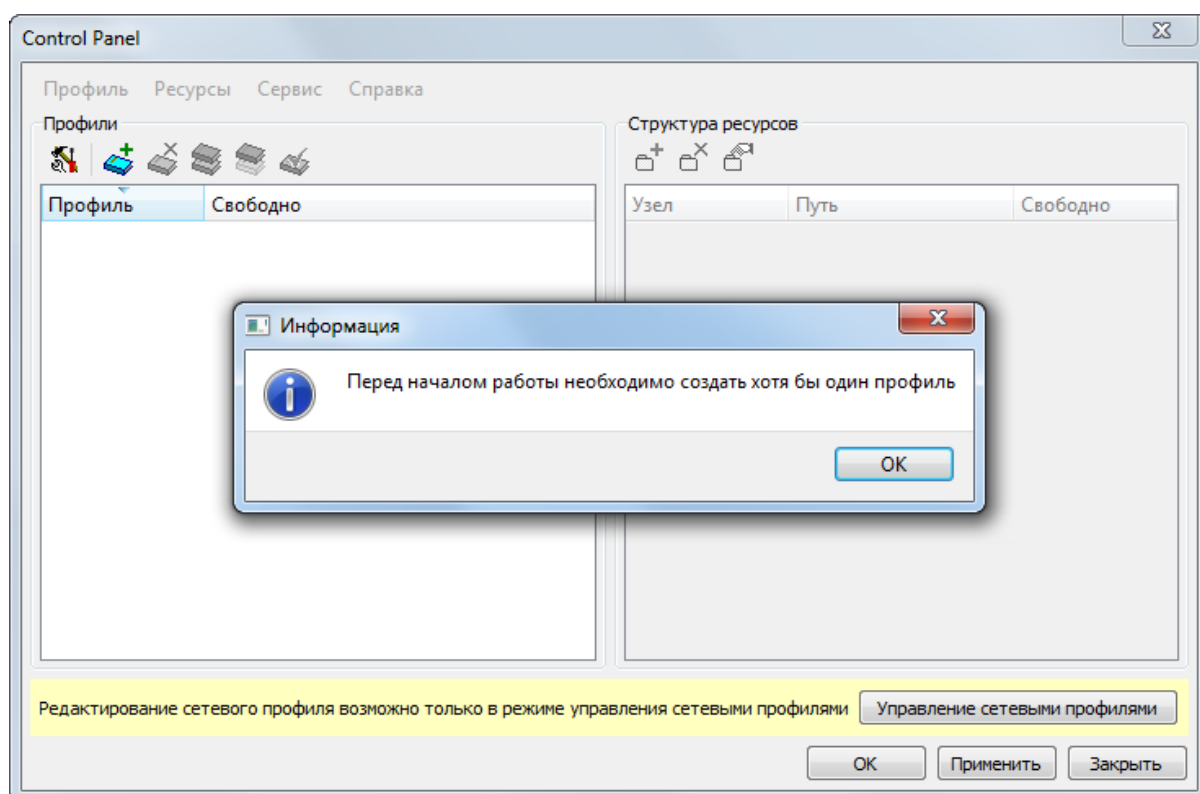 Control Panel
Профиль Ресурсы Сервис Справка
Профили
Структура ресурсов
Профиль Свободно
Узел Путь Свободно
Информация
Перед началом работы необходимо создать хотя бы один профиль
OK
Редактирование сетевого профиля возможно только в режиме управления сетевыми профилями
Управление сетевыми профилями
OK Применить Закрыть